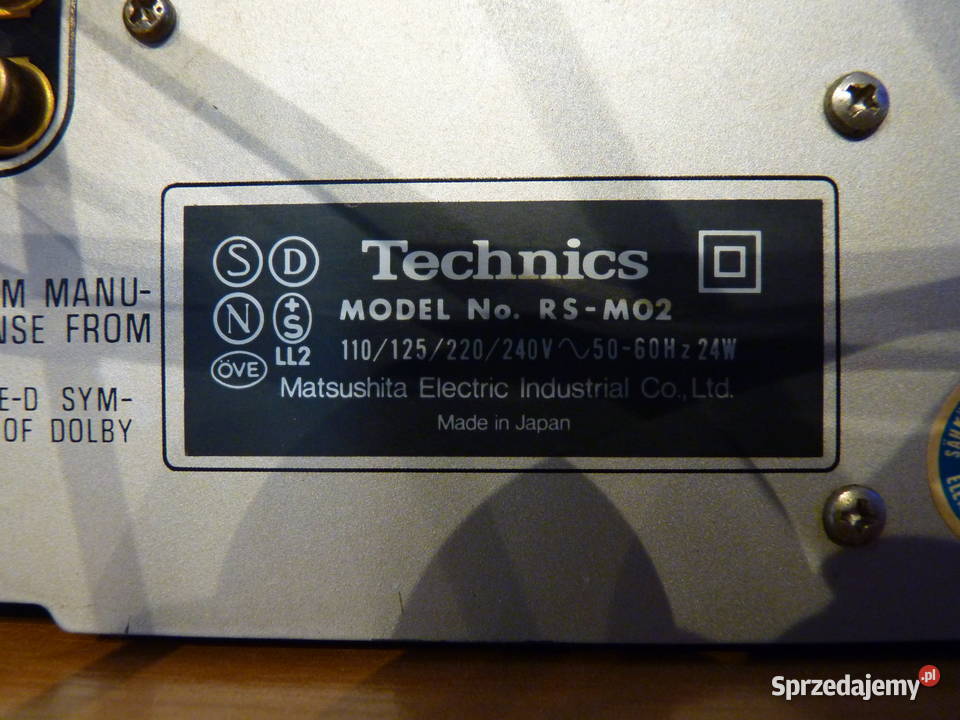 M MANU-
NSE FROM
E-D SYM-
OF DOLBY
S D
N +S
LL2
ÖVE
Technics
MODEL No. RS-M02
110/125/220/240V ~ 50-60Hz 24W
Matsushita Electric Industrial Co., Ltd.
Made in Japan
Sprzedajemy.pl